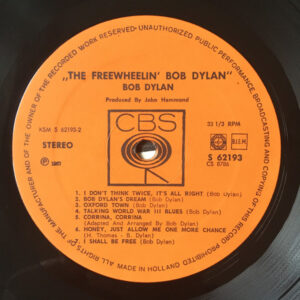 „THE FREEWHEELIN' BOB DYLAN"
BOB DYLAN
Produced By John Hammond
CBS
KSM S 62193-2
STEREO
33 1/3 RPM
B.I.E.M.
S 62193
CS 8786
1. I DON'T THINK TWICE, IT'S ALL RIGHT (Bob Dylan)
2. BOB DYLAN'S DREAM (Bob Dylan)
3. OXFORD TOWN (Bob Dylan)
4. TALKING WORLD WAR III BLUES (Bob Dylan)
5. CORRINA, CORRINA
(Adapted And Arranged By Bob Dylan)
6. HONEY, JUST ALLOW ME ONE MORE CHANCE
(H. Thomas - B. Dylan)
7. I SHALL BE FREE (Bob Dylan)
ALL RIGHTS OF THE MANUFACTURER AND OF THE OWNER OF THE RECORDED WORK RESERVED·UNAUTHORIZED PUBLIC PERFORMANCE BROADCASTING AND COPYING OF THIS RECORD PROHIBITED
MADE IN HOLLAND